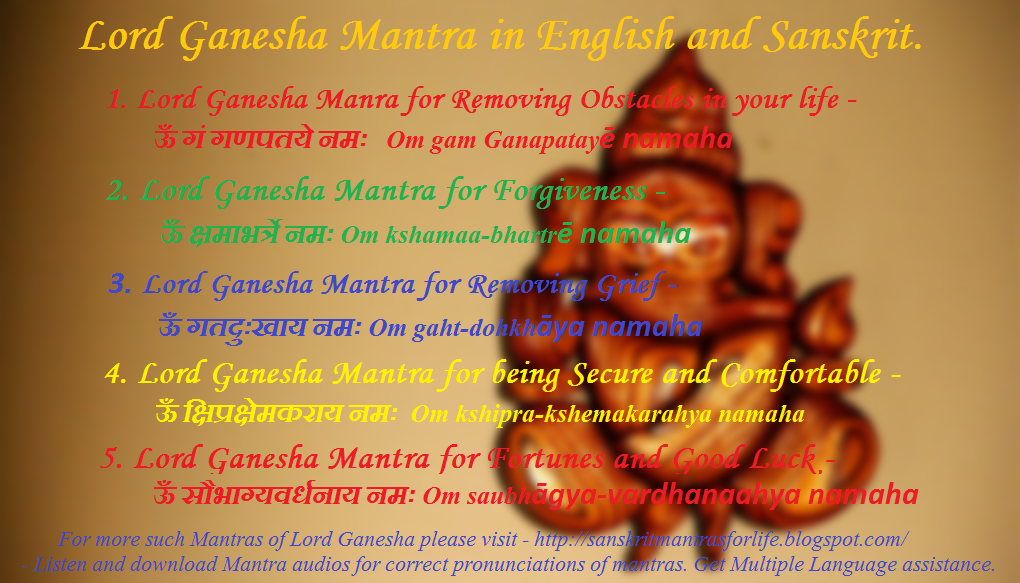 Lord Ganesha Mantra in English and Sanskrit.
1. Lord Ganesha Manra for Removing Obstacles in your life -
ॐ गं गणपतये नमः Om gam Ganapatayē namaha
2. Lord Ganesha Mantra for Forgiveness -
ॐ क्षमाभर्त्रे नमः Om kshamaa-bhartrē namaha
3. Lord Ganesha Mantra for Removing Grief -
ॐ गतदुःखाय नमः Om gaht-dohkhāya namaha
4. Lord Ganesha Mantra for being Secure and Comfortable -
ॐ क्षिप्रक्षेमकराय नमः Om kshipra-kshemakarahya namaha
5. Lord Ganesha Mantra for Fortunes and Good Luck.-
ॐ सौभाग्यवर्धनाय नमः Om saubhāgya-vardhanaahya namaha
For more such Mantras of Lord Ganesha please visit - http://sanskritmantrasforlife.blogspot.com/
- Listen and download Mantra audios for correct pronunciations of mantras. Get Multiple Language assistance.